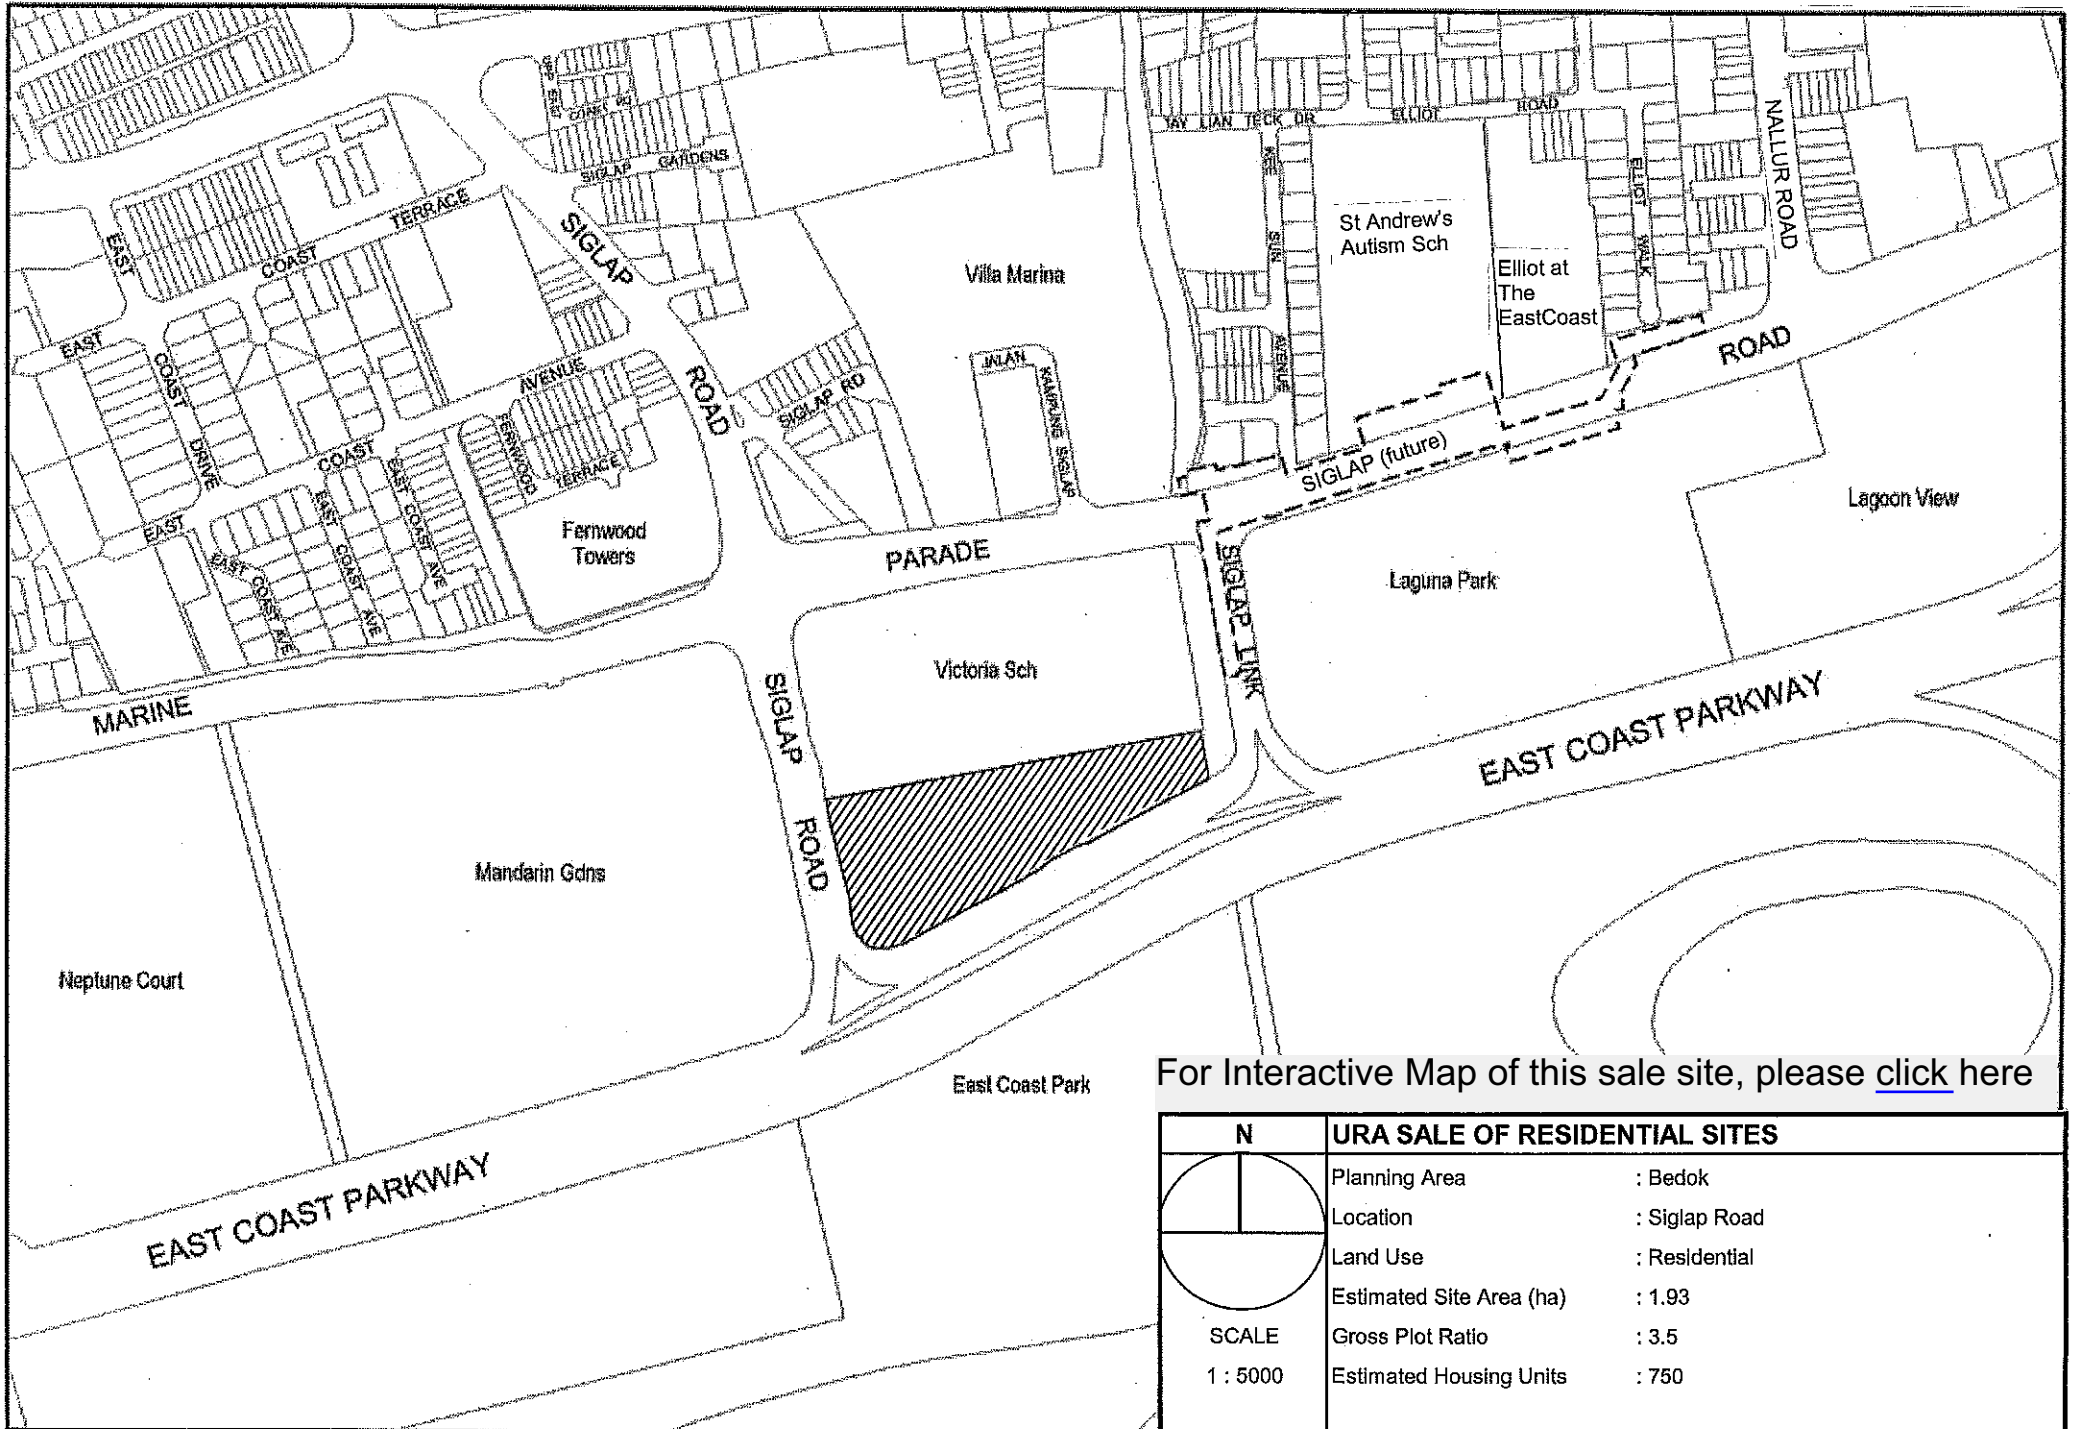 SIGLAP GARDENS
TAY LIAN TECK DR
ELLIOT ROAD
NALLUR ROAD
KEE SUN AVENUE
ELLIOT WALK
EAST COAST TERRACE
SIGLAP ROAD
St Andrew's
Autism Sch
Elliot at
The
EastCoast
Villa Marina
EAST COAST DRIVE
EAST COAST AVENUE
SIGLAP RD
JALAN KAMPUNG SIGLAP
ROAD
FERNWOOD TERRACE
SIGLAP (future)
Lagoon View
EAST COAST AVE
EAST COAST AVE
EAST COAST AVE
Fernwood
Towers
PARADE
SIGLAP LINK
Laguna Park
Victoria Sch
MARINE
SIGLAP ROAD
EAST COAST PARKWAY
Mandarin Gdns
Neptune Court
East Coast Park
EAST COAST PARKWAY
For Interactive Map of this sale site, please click here
N
URA SALE OF RESIDENTIAL SITES
Planning Area : Bedok
Location : Siglap Road
Land Use : Residential
Estimated Site Area (ha) : 1.93
SCALE
Gross Plot Ratio : 3.5
1 : 5000
Estimated Housing Units : 750